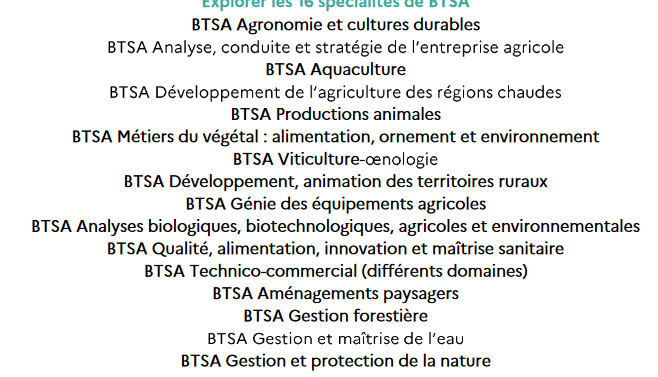 Explorer les 16 spécialités de BTSA
BTSA Agronomie et cultures durables
BTSA Analyse, conduite et stratégie de l'entreprise agricole
BTSA Aquaculture
BTSA Développement de l'agriculture des régions chaudes
BTSA Productions animales
BTSA Métiers du végétal : alimentation, ornement et environnement
BTSA Viticulture-œnologie
BTSA Développement, animation des territoires ruraux
BTSA Génie des équipements agricoles
BTSA Analyses biologiques, biotechnologiques, agricoles et environnementales
BTSA Qualité, alimentation, innovation et maîtrise sanitaire
BTSA Technico-commercial (différents domaines)
BTSA Aménagements paysagers
BTSA Gestion forestière
BTSA Gestion et maîtrise de l'eau
BTSA Gestion et protection de la nature